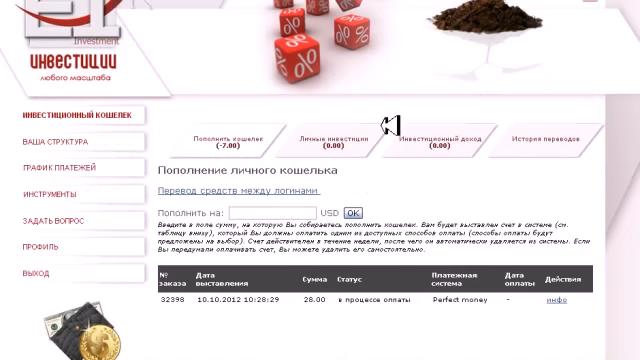 Investment
инвестиции
любого масштаба
ИНВЕСТИЦИОННЫЙ КОШЕЛЕК
ВАША СТРУКТУРА
ГРАФИК ПЛАТЕЖЕЙ
ИНСТРУМЕНТЫ
ЗАДАТЬ ВОПРОС
ПРОФИЛЬ
ВЫХОД
Пополнить кошелек
(-7.00)
Личные инвестиции
(0.00)
Инвестиционный доход
(0.00)
История переводов
Пополнение личного кошелька
Перевод средств между логинами
Пополнить на: USD OK
Введите в поле сумму, на которую Вы собираетесь пополнить кошелек. Вам будет выставлен счет в системе (см.
таблицу внизу), который Вы должны оплатить одним из доступных способов оплаты (способы оплаты будут
предложены на выбор). Счет действителен в течение недели, после чего он автоматически удаляется из системы. Если
Вы передумали оплачивать счет, Вы можете удалить его самостоятельно.
№ заказа Дата выставления Сумма Статус Платежная система Дата оплаты Действия
32398 10.10.2012 10:28:29 28.00 в процессе оплаты Perfect money - инфо